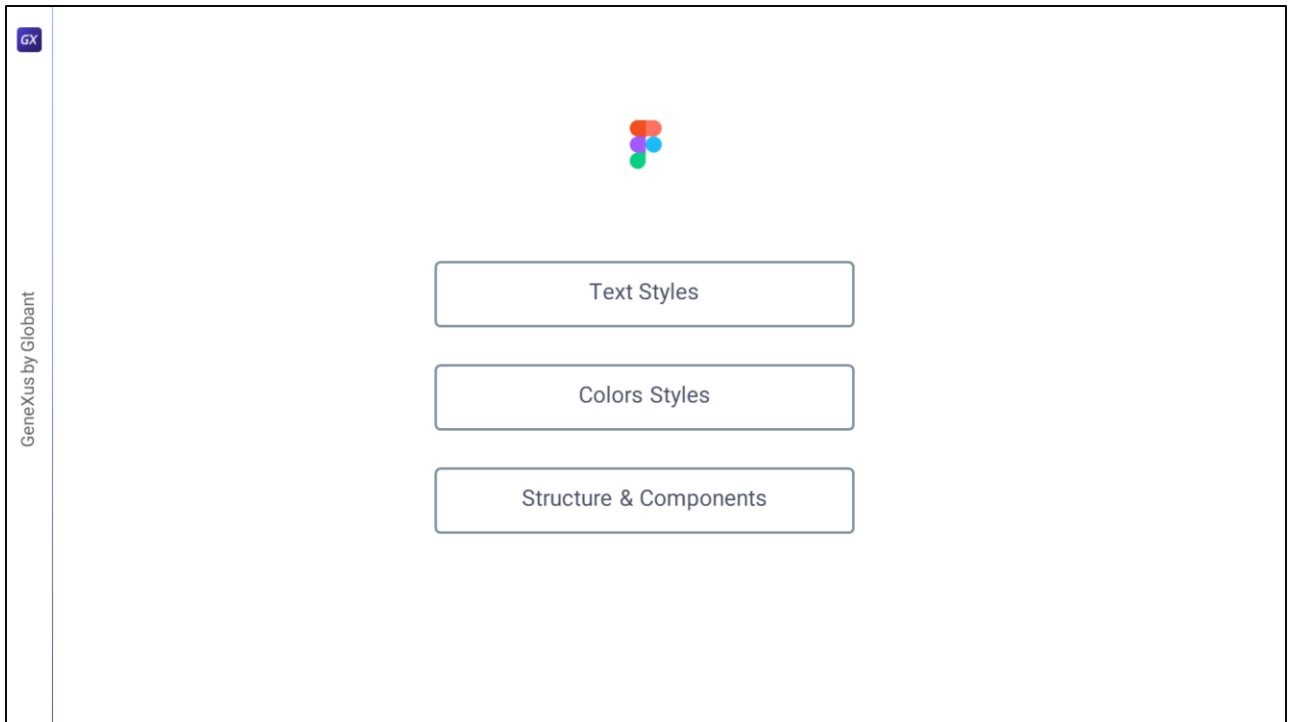 GX
GeneXus by Globant
Text Styles
Colors Styles
Structure & Components